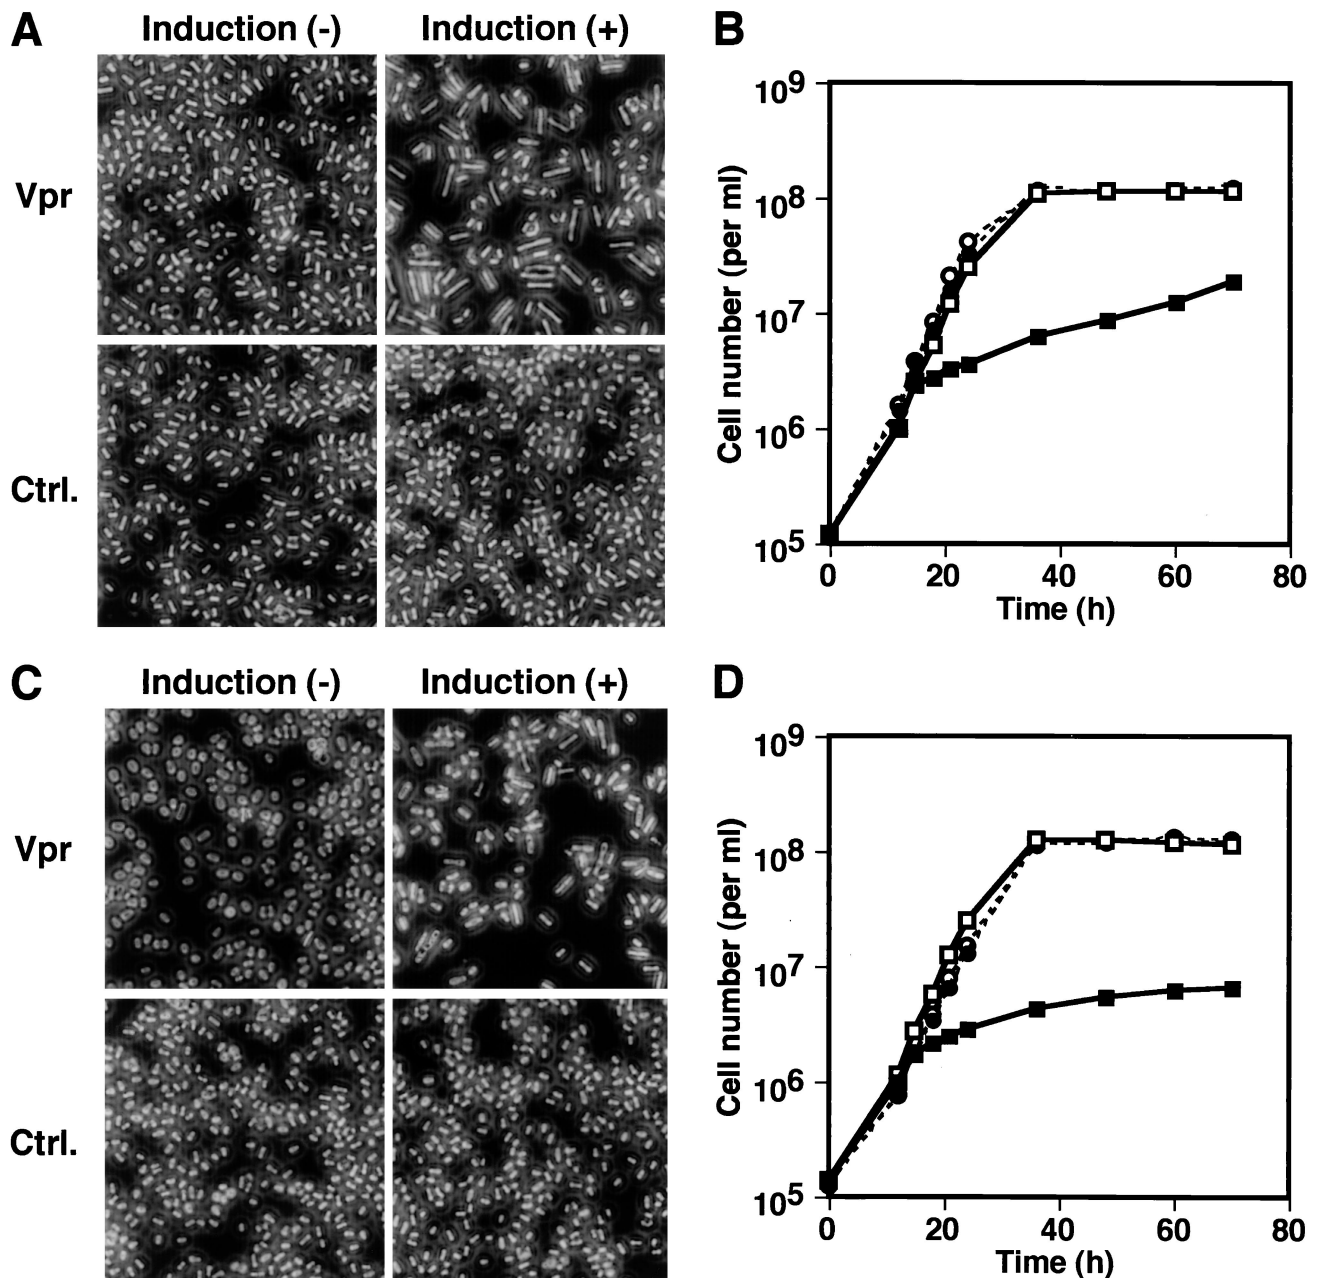 A
Induction (-)
Induction (+)
Vpr
Ctrl.
B
Cell number (per ml)
10⁹
10⁸
10⁷
10⁶
10⁵
0 20 40 60 80
Time (h)
C
Induction (-)
Induction (+)
Vpr
Ctrl.
D
Cell number (per ml)
10⁹
10⁸
10⁷
10⁶
10⁵
0 20 40 60 80
Time (h)